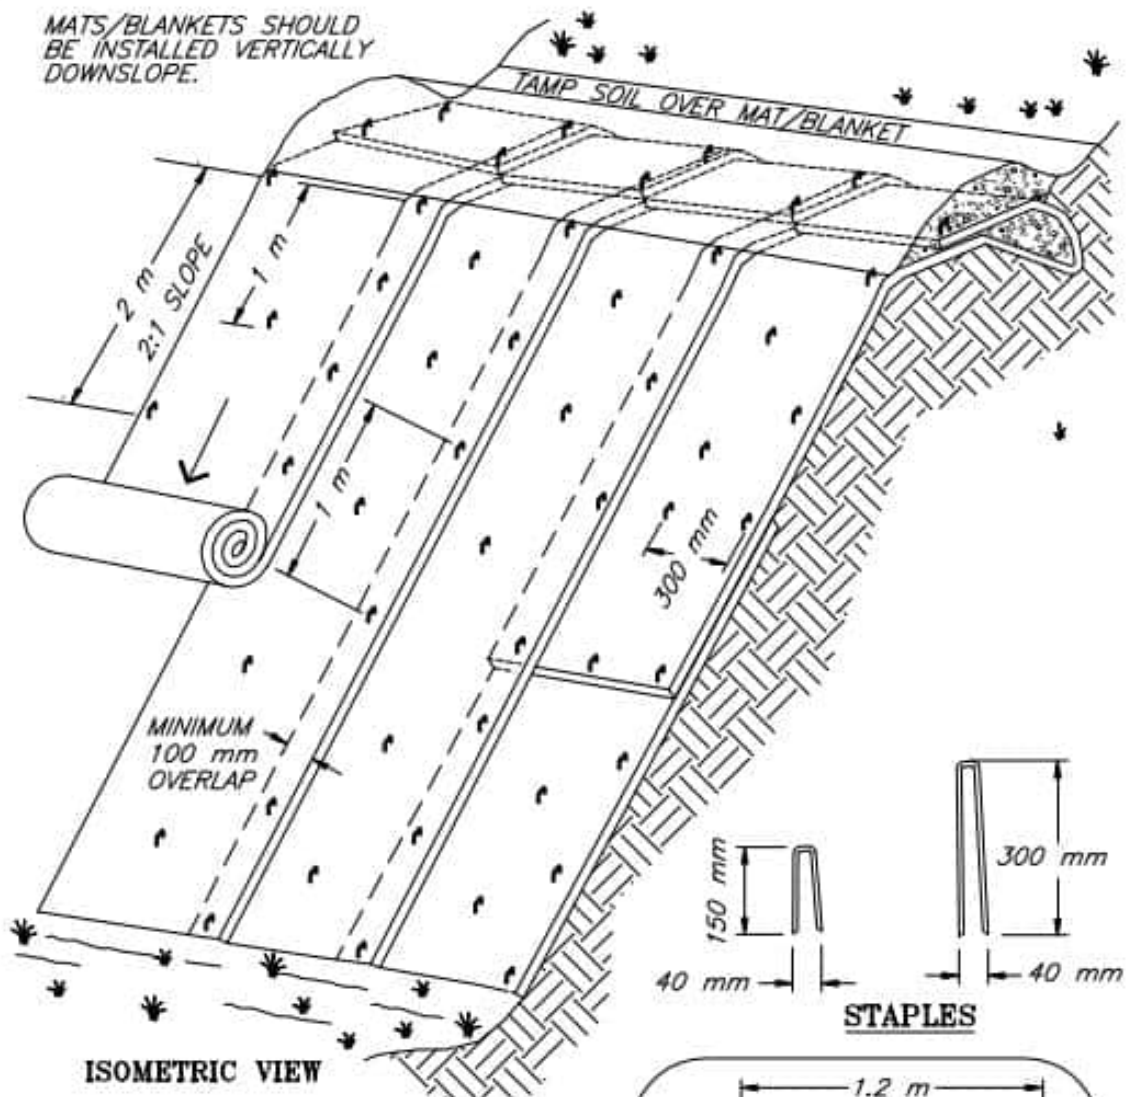 MATS/BLANKETS SHOULD
BE INSTALLED VERTICALLY
DOWNSLOPE.
TAMP SOIL OVER MAT/BLANKET
2 m
2:1 SLOPE
1 m
1 m
300 mm
MINIMUM
100 mm
OVERLAP
150 mm
300 mm
40 mm
40 mm
STAPLES
ISOMETRIC VIEW
1.2 m